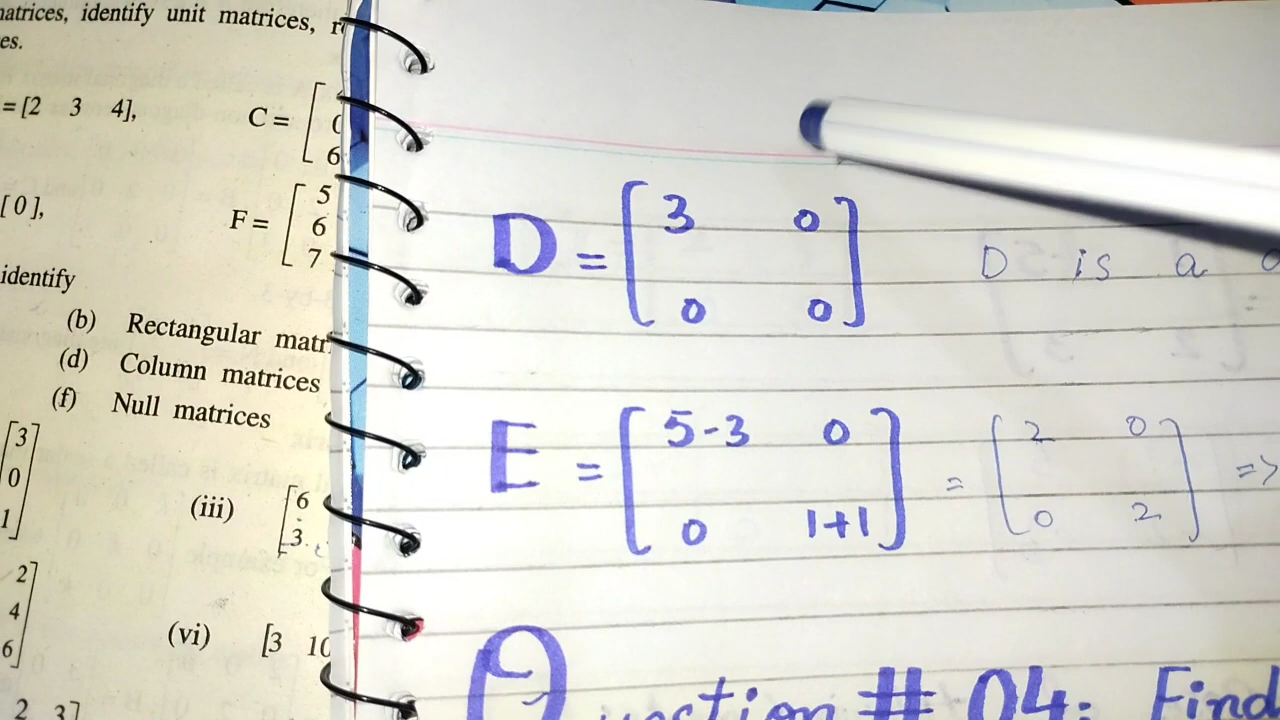 matrices, identify unit matrices,
es.
= [2 3 4],
C =
6
[0],
F = [5
6
7
identify
(b) Rectangular matr
(d) Column matrices
(f) Null matrices
3]
0
1
(iii) [6
3
2]
4
6
(vi) [3 10
2 3]
D = [3 0
0 0]
D is a
E = [5-3 0
0 1+1] = [2 0
0 2] =>
Question # 04: Find